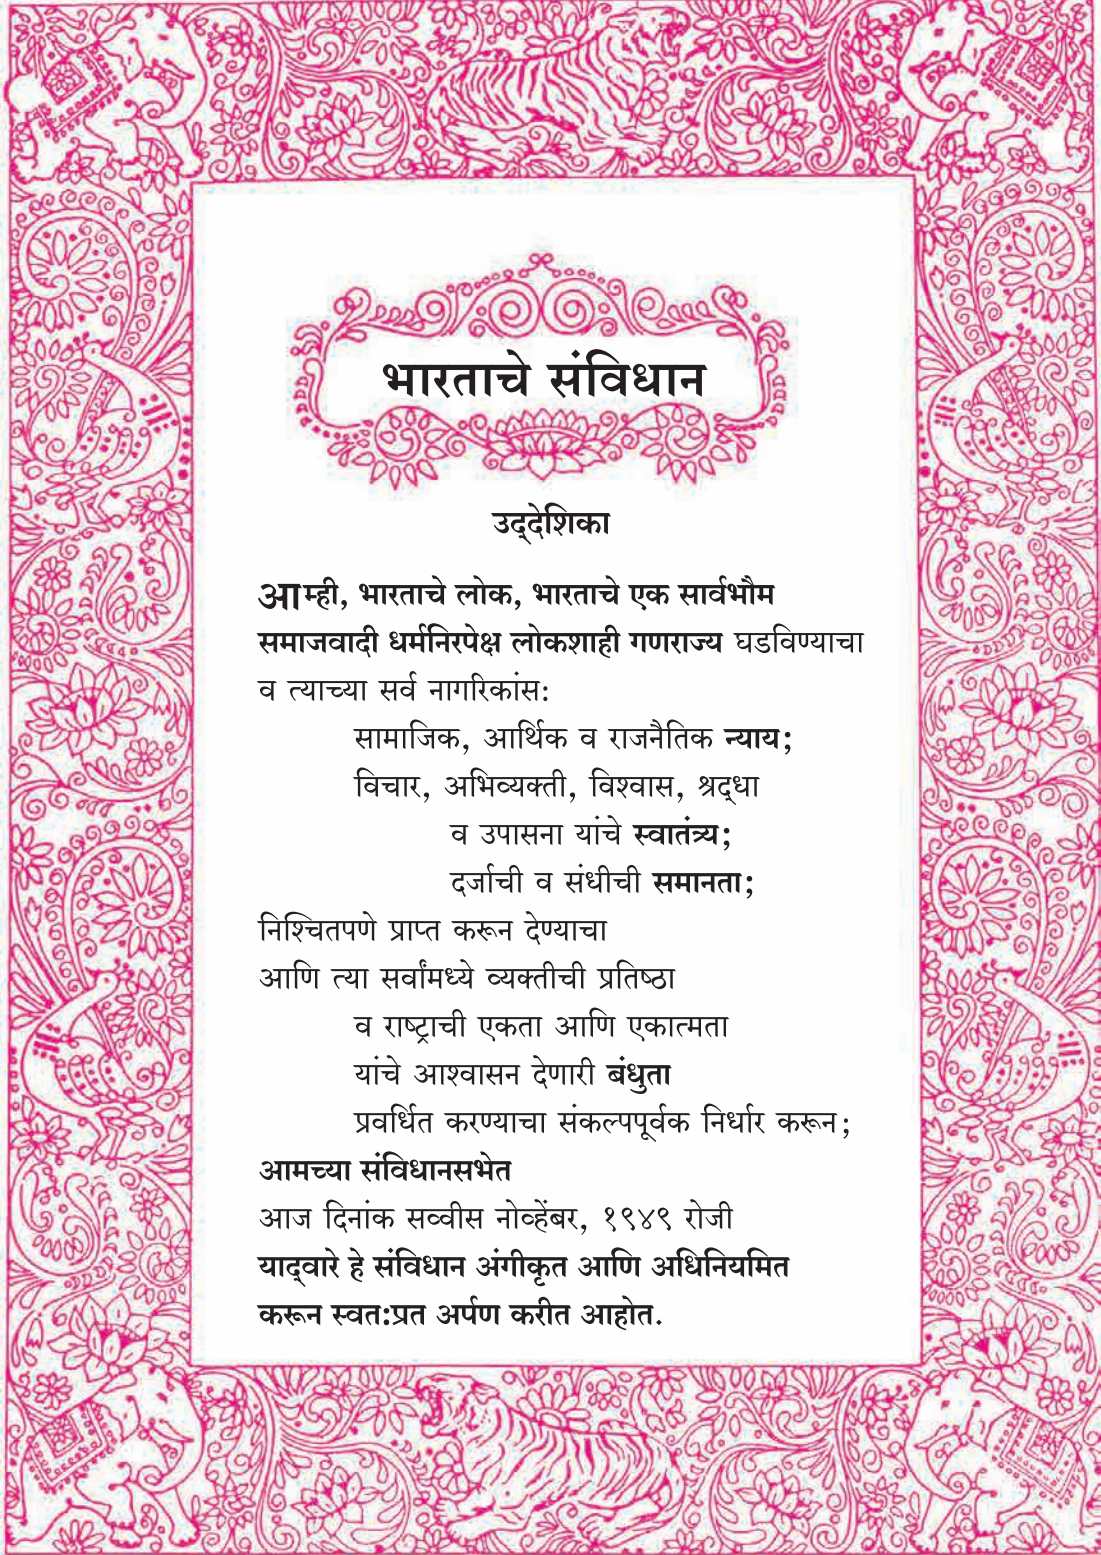 भारताचे संविधान
उद्‌देशिका
आम्ही, भारताचे लोक, भारताचे एक सार्वभौम
समाजवादी धर्मनिरपेक्ष लोकशाही गणराज्य घडविण्याचा
व त्याच्या सर्व नागरिकांस:
सामाजिक, आर्थिक व राजनैतिक न्याय;
विचार, अभिव्यक्ती, विश्वास, श्रद्‌धा
व उपासना यांचे स्वातंत्र्य;
दर्जाची व संधीची समानता;
निश्चितपणे प्राप्त करून देण्याचा
आणि त्या सर्वांमध्ये व्यक्तीची प्रतिष्ठा
व राष्ट्राची एकता आणि एकात्मता
यांचे आश्वासन देणारी बंधुता
प्रवर्धित करण्याचा संकल्पपूर्वक निर्धार करून;
आमच्या संविधानसभेत
आज दिनांक सव्वीस नोव्हेंबर, १९४९ रोजी
याद्‌वारे हे संविधान अंगीकृत आणि अधिनियमित
करून स्वत:प्रत अर्पण करीत आहोत.